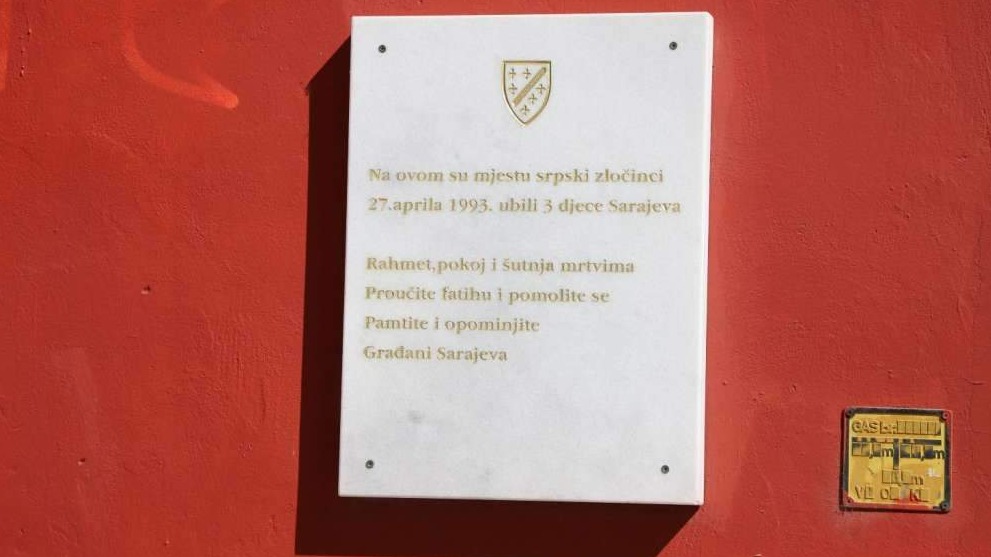 Na ovom su mjestu srpski zločinci
27.aprila 1993. ubili 3 djece Sarajeva
Rahmet,pokoj i šutnja mrtvima
Proučite fatihu i pomolite se
Pamtite i opominjite
Građani Sarajeva
GAS